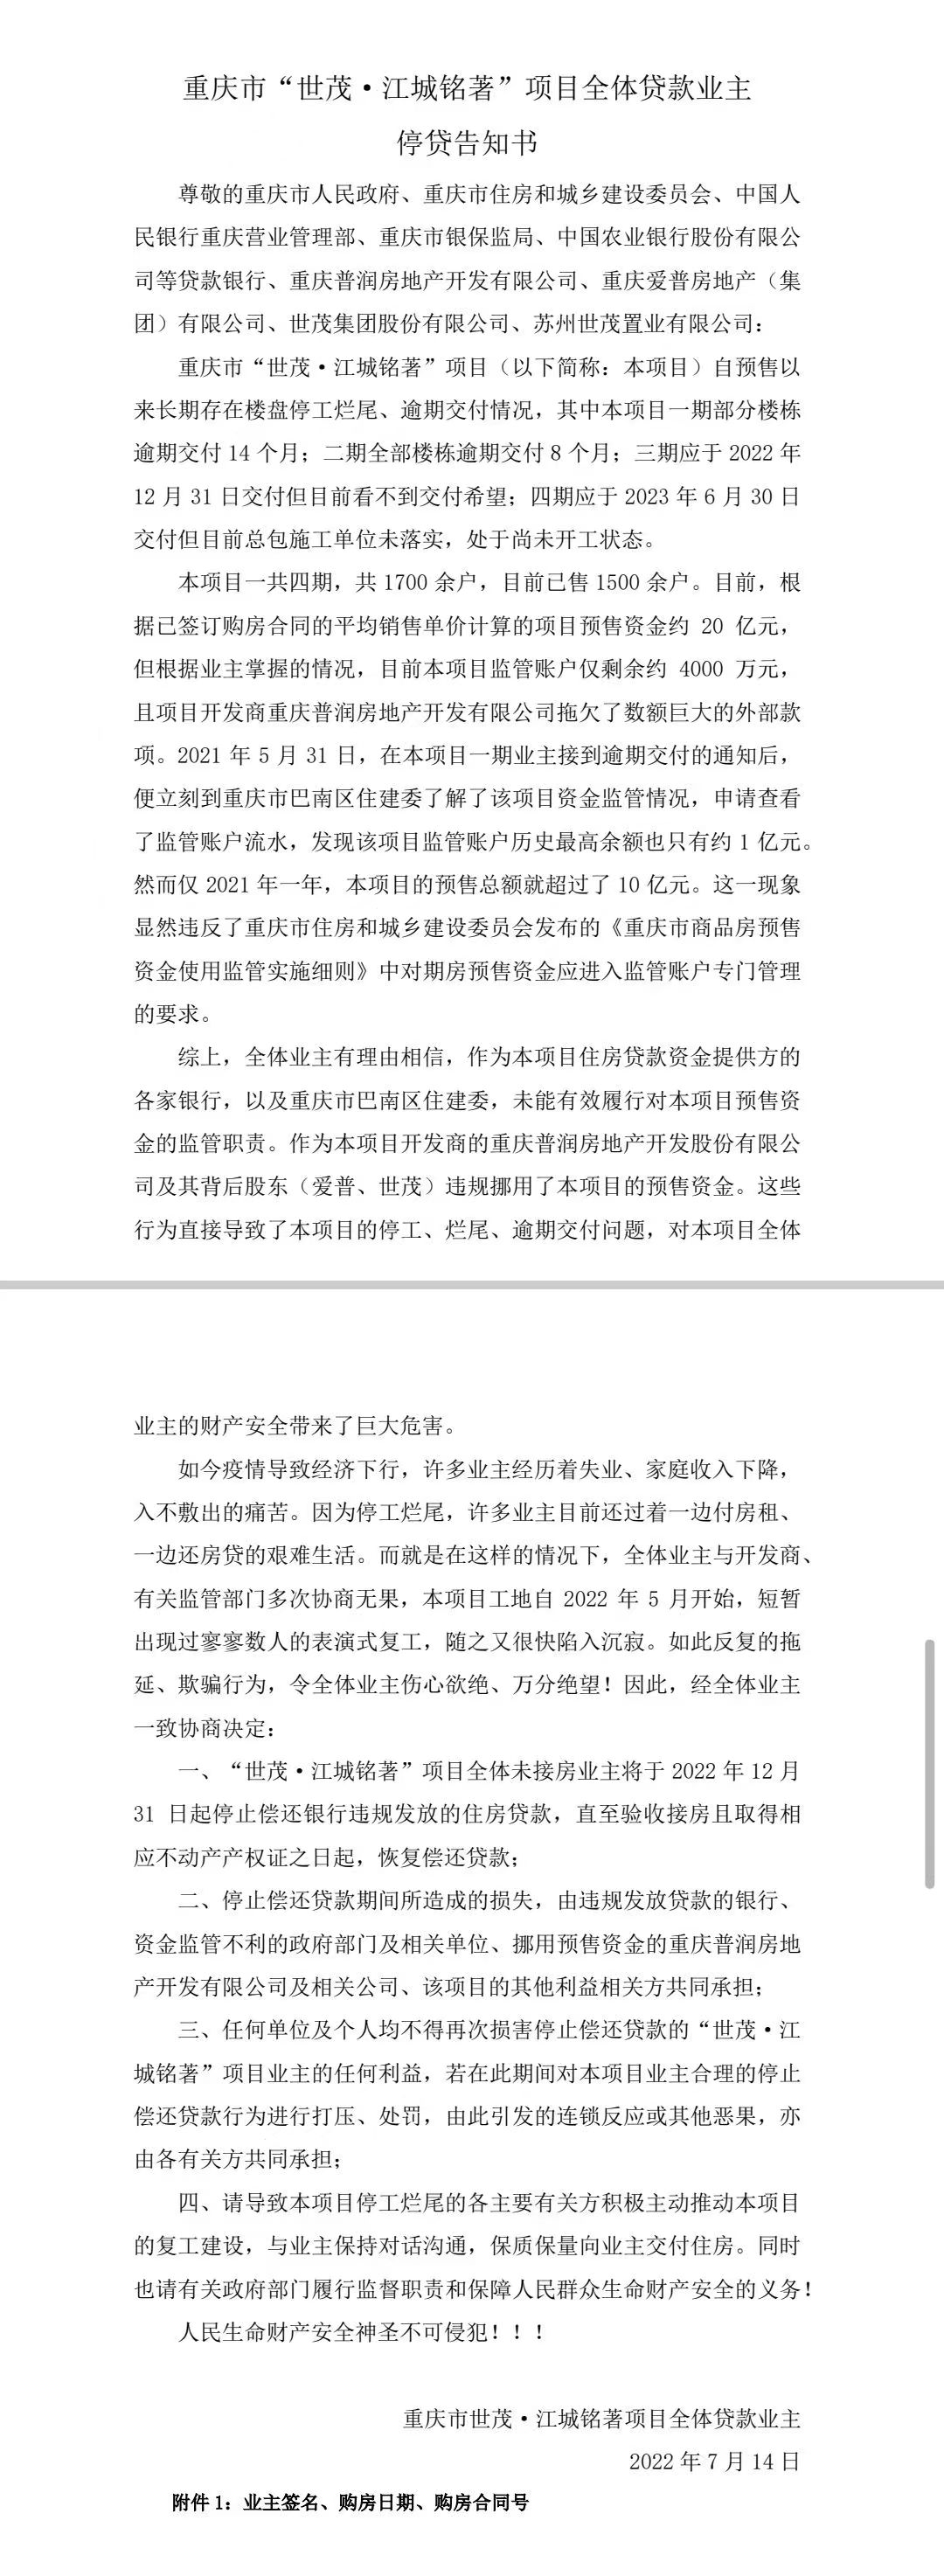 重庆市“世茂·江城铭著”项目全体贷款业主
停贷告知书
尊敬的重庆市人民政府、重庆市住房和城乡建设委员会、中国人
民银行重庆营业管理部、重庆市银保监局、中国农业银行股份有限公
司等贷款银行、重庆普润房地产开发有限公司、重庆爱普房地产（集
团）有限公司、世茂集团股份有限公司、苏州世茂置业有限公司：
重庆市“世茂·江城铭著”项目（以下简称：本项目）自预售以
来长期存在楼盘停工烂尾、逾期交付情况，其中本项目一期部分楼栋
逾期交付 14 个月；二期全部楼栋逾期交付 8 个月；三期应于 2022 年
12 月 31 日交付但目前看不到交付希望；四期应于 2023 年 6 月 30 日
交付但目前总包施工单位未落实，处于尚未开工状态。
本项目一共四期，共 1700 余户，目前已售 1500 余户。目前，根
据已签订购房合同的平均销售单价计算的项目预售资金约 20 亿元，
但根据业主掌握的情况，目前本项目监管账户仅剩余约 4000 万元，
且项目开发商重庆普润房地产开发有限公司拖欠了数额巨大的外部款
项。2021 年 5 月 31 日，在本项目一期业主接到逾期交付的通知后，
便立刻到重庆市巴南区住建委了解了该项目资金监管情况，申请查看
了监管账户流水，发现该项目监管账户历史最高余额也只有约 1 亿元。
然而仅 2021 年一年，本项目的预售总额就超过了 10 亿元。这一现象
显然违反了重庆市住房和城乡建设委员会发布的《重庆市商品房预售
资金使用监管实施细则》中对期房预售资金应进入监管账户专门管理
的要求。
综上，全体业主有理由相信，作为本项目住房贷款资金提供方的
各家银行，以及重庆市巴南区住建委，未能有效履行对本项目预售资
金的监管职责。作为本项目开发商的重庆普润房地产开发股份有限公
司及其背后股东（爱普、世茂）违规挪用了本项目的预售资金。这些
行为直接导致了本项目的停工、烂尾、逾期交付问题，对本项目全体
业主的财产安全带来了巨大危害。
如今疫情导致经济下行，许多业主经历着失业、家庭收入下降，
入不敷出的痛苦。因为停工烂尾，许多业主目前还过着一边付房租、
一边还房贷的艰难生活。而就是在这样的情况下，全体业主与开发商、
有关监管部门多次协商无果，本项目工地自 2022 年 5 月开始，短暂
出现过寥寥数人的表演式复工，随之又很快陷入沉寂。如此反复的拖
延、欺骗行为，令全体业主伤心欲绝、万分绝望！因此，经全体业主
一致协商决定：
一、“世茂·江城铭著”项目全体未接房业主将于 2022 年 12 月
31 日起停止偿还银行违规发放的住房贷款，直至验收接房且取得相
应不动产产权证之日起，恢复偿还贷款；
二、停止偿还贷款期间所造成的损失，由违规发放贷款的银行、
资金监管不利的政府部门及相关单位、挪用预售资金的重庆普润房地
产开发有限公司及相关公司、该项目的其他利益相关方共同承担；
三、任何单位及个人均不得再次损害停止偿还贷款的“世茂·江
城铭著”项目业主的任何利益，若在此期间对本项目业主合理的停止
偿还贷款行为进行打压、处罚，由此引发的连锁反应或其他恶果，亦
由各有关方共同承担；
四、请导致本项目停工烂尾的各主要有关方积极主动推动本项目
的复工建设，与业主保持对话沟通，保质保量向业主交付住房。同时
也请有关政府部门履行监督职责和保障人民群众生命财产安全的义务！
人民生命财产安全神圣不可侵犯！！！
重庆市世茂·江城铭著项目全体贷款业主
2022 年 7 月 14 日
附件 1：业主签名、购房日期、购房合同号